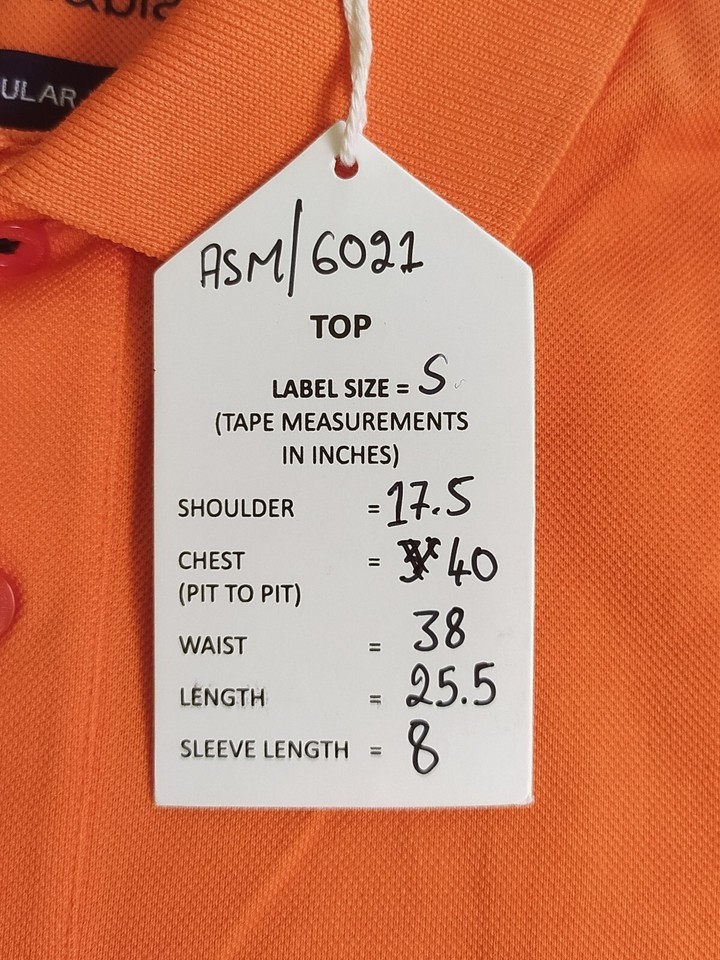 ULAR
ASM/6021
TOP
LABEL SIZE = S
(TAPE MEASUREMENTS
IN INCHES)
SHOULDER = 17.5
CHEST = 40
(PIT TO PIT)
WAIST = 38
LENGTH = 25.5
SLEEVE LENGTH = 8